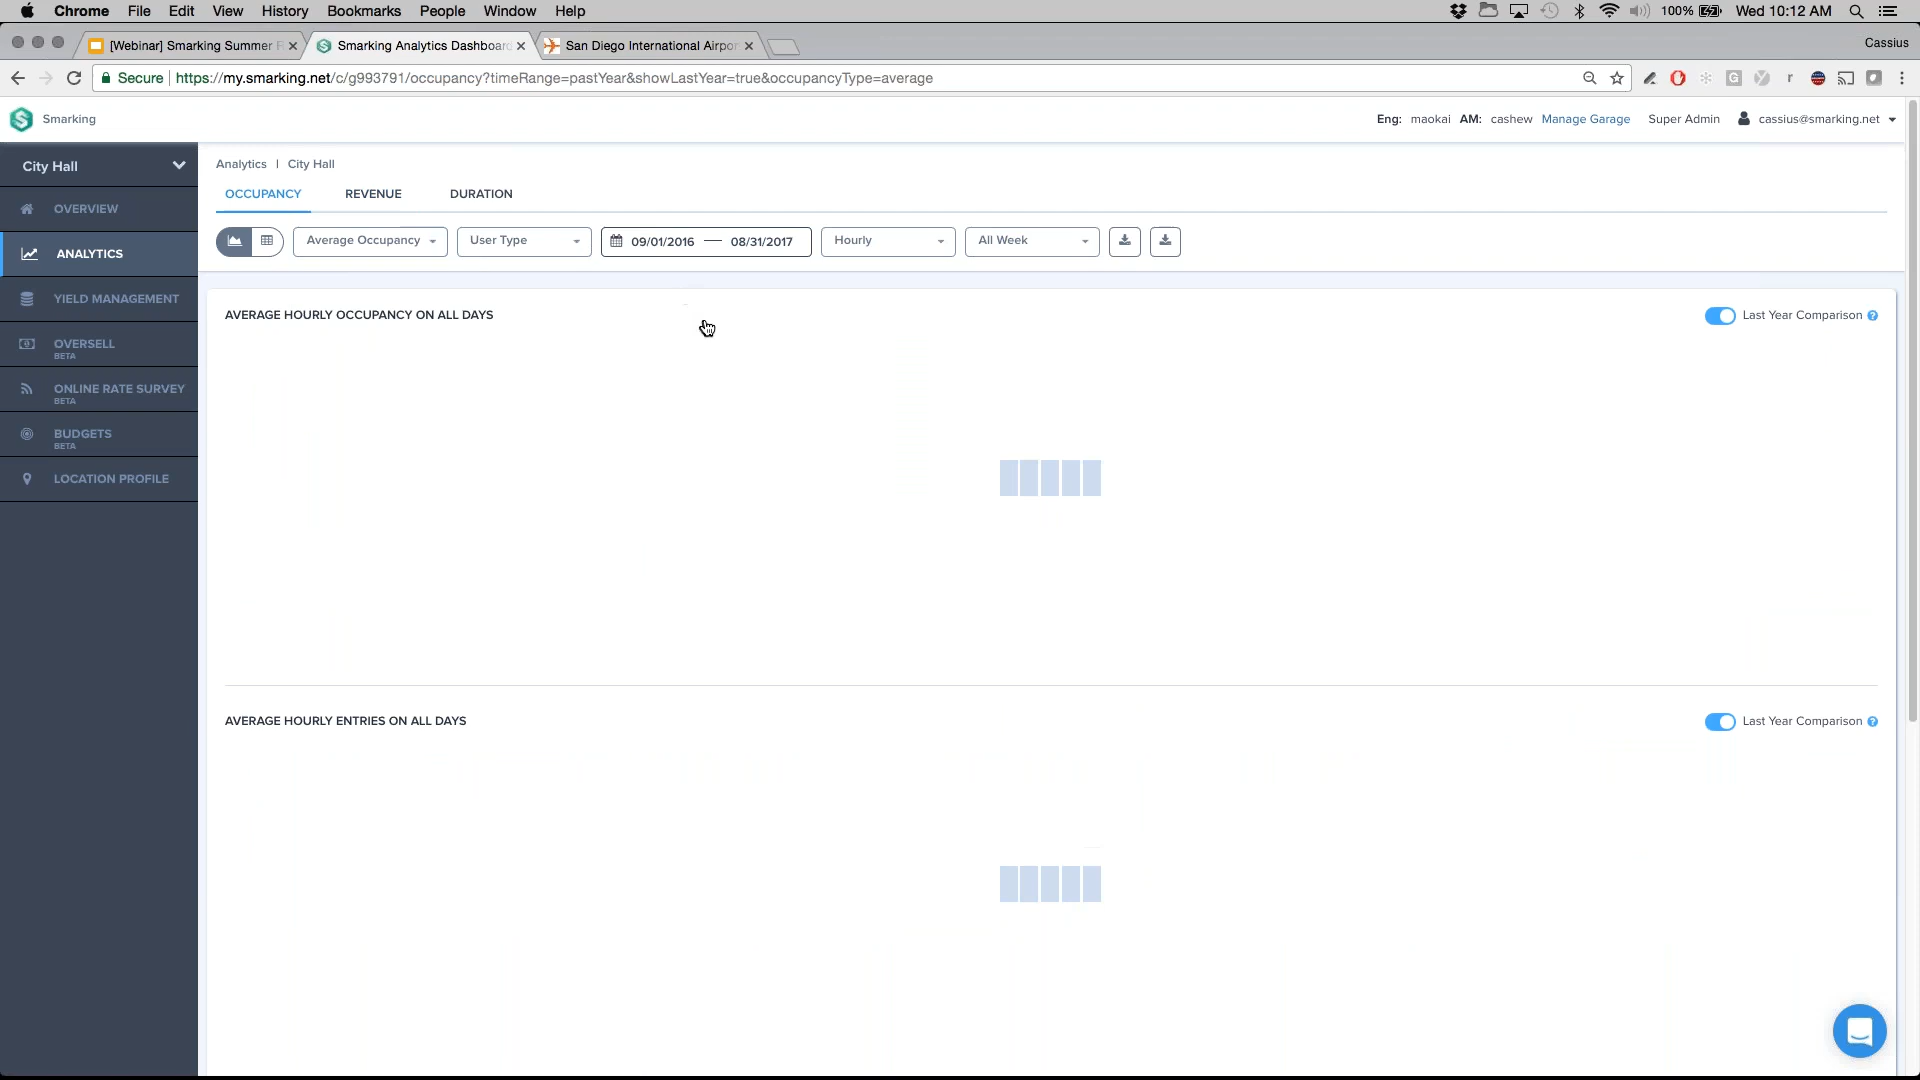 Chrome File Edit View History Bookmarks People Window Help 100% Wed 10:12 AM
[Webinar] Smarking Summer Smarking Analytics Dashboard San Diego International Airpor Cassius
Secure https://my.smarking.net/c/g993791/occupancy?timeRange=pastYear&showLastYear=true&occupancyType=average
Smarking Eng: maokai AM: cashew Manage Garage Super Admin cassius@smarking.net
City Hall
OVERVIEW
ANALYTICS
YIELD MANAGEMENT
OVERSELL
BETA
ONLINE RATE SURVEY
BETA
BUDGETS
BETA
LOCATION PROFILE
Analytics | City Hall
OCCUPANCY REVENUE DURATION
Average Occupancy User Type 09/01/2016 — 08/31/2017 Hourly All Week
AVERAGE HOURLY OCCUPANCY ON ALL DAYS Last Year Comparison ?
AVERAGE HOURLY ENTRIES ON ALL DAYS Last Year Comparison ?